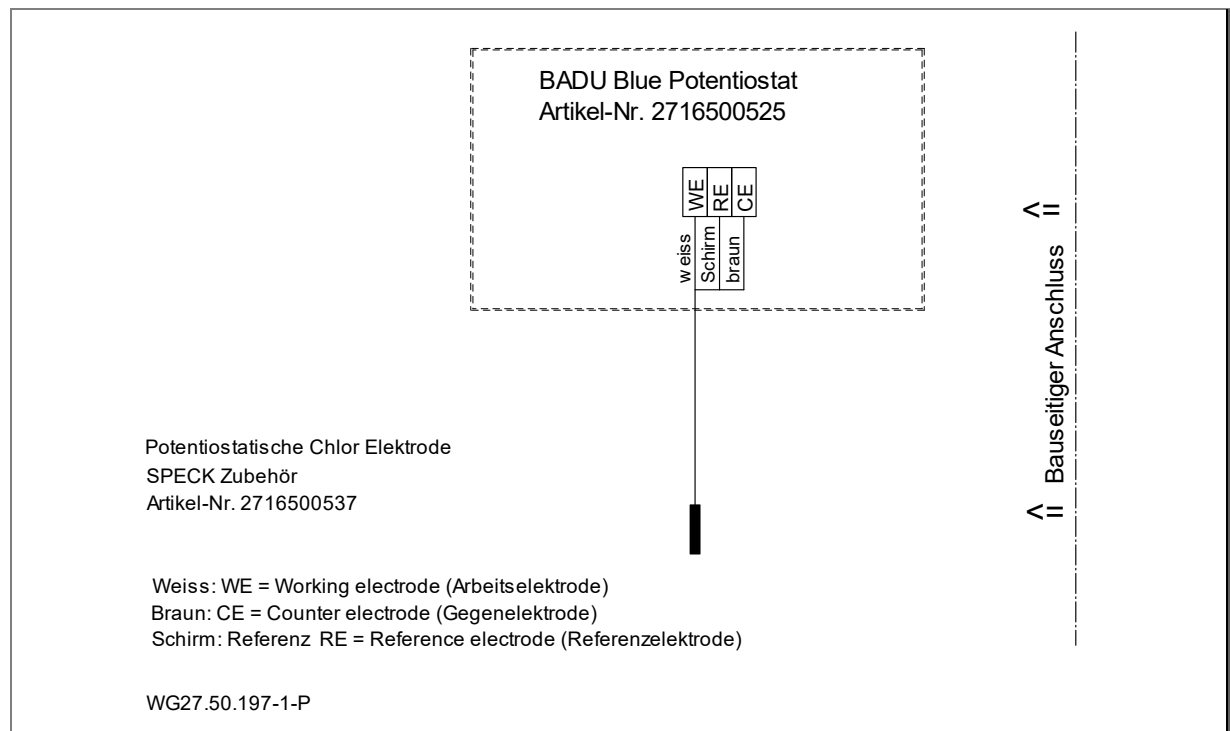 BADU Blue Potentiostat
Artikel-Nr. 2716500525
WE
RE
CE
weiss
Schirm
braun
<=
Bauseitiger Anschluss
<=
Potentiostatische Chlor Elektrode
SPECK Zubehör
Artikel-Nr. 2716500537
Weiss: WE = Working electrode (Arbeitselektrode)
Braun: CE = Counter electrode (Gegenelektrode)
Schirm: Referenz RE = Reference electrode (Referenzelektrode)
WG27.50.197-1-P